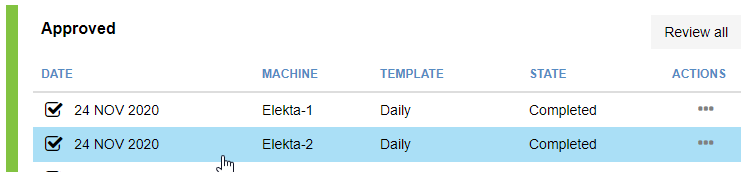 Approved
Review all
DATE MACHINE TEMPLATE STATE ACTIONS
24 NOV 2020 Elekta-1 Daily Completed •••
24 NOV 2020 Elekta-2 Daily Completed •••